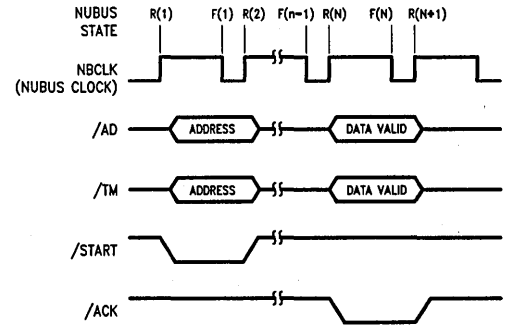 NUBUS STATE
R(1) F(1) R(2) F(n-1) R(N) F(N) R(N+1)
NBCLK
(NUBUS CLOCK)
/AD
ADDRESS
DATA VALID
/TM
ADDRESS
DATA VALID
/START
/ACK